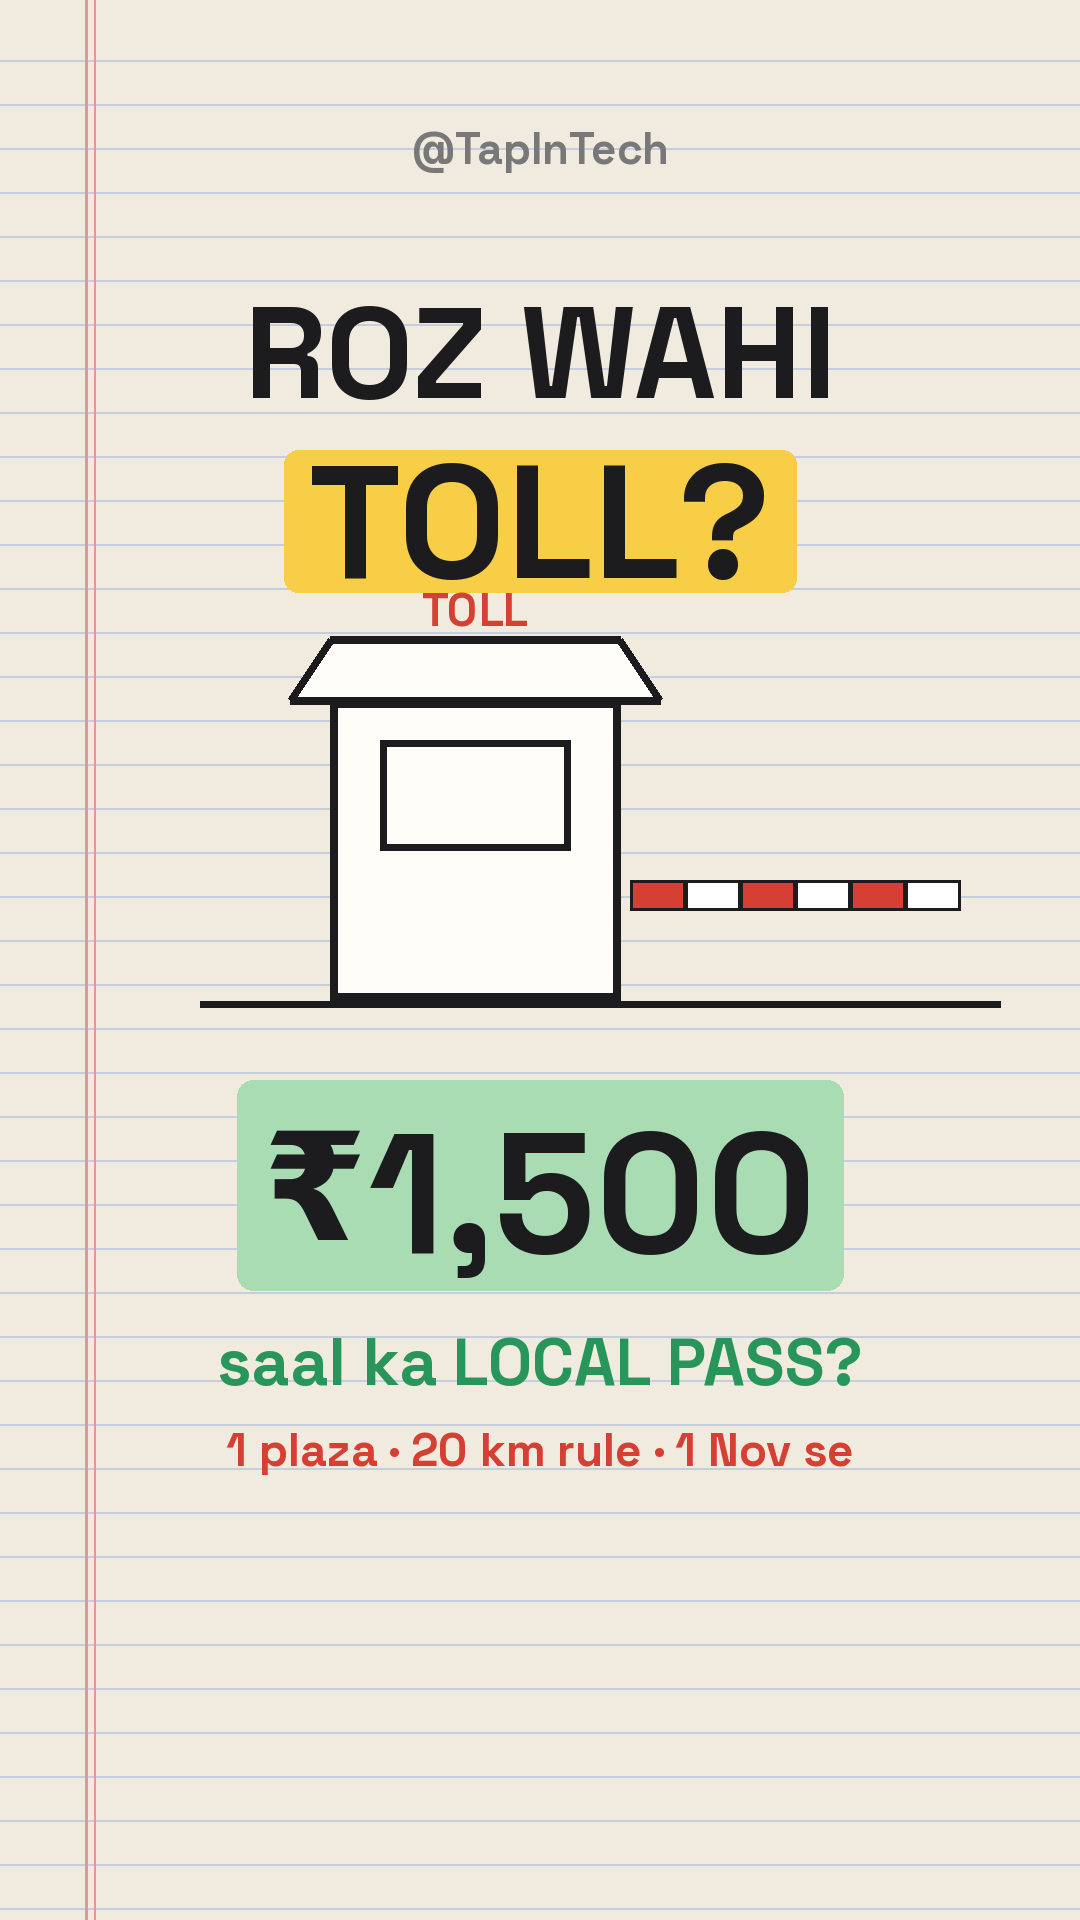 @TapInTech
ROZ WAHI
TOLL?
TOLL
₹1,500
saal ka LOCAL PASS?
1 plaza · 20 km rule · 1 Nov se